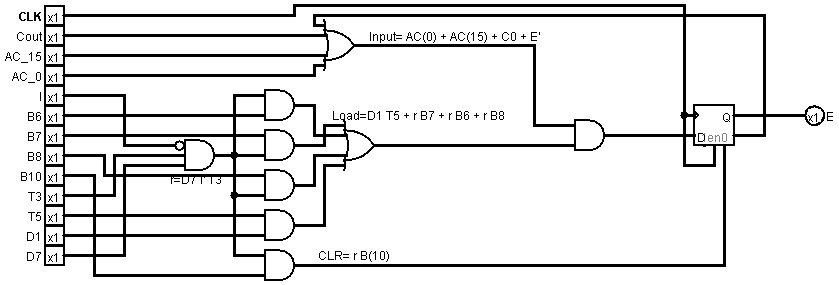 CLK x1
Cout x1
AC_15 x1
AC_0 x1
I x1
B6 x1
B7 x1
B8 x1
B10 x1
T3 x1
T5 x1
D1 x1
D7 x1
Input= AC(0) + AC(15) + C0 + E'
Load=D1 T5 + r B7 + r B6 + r B8
r=D7 I' T3
CLR= r B(10)
Q
D en0
x1 E